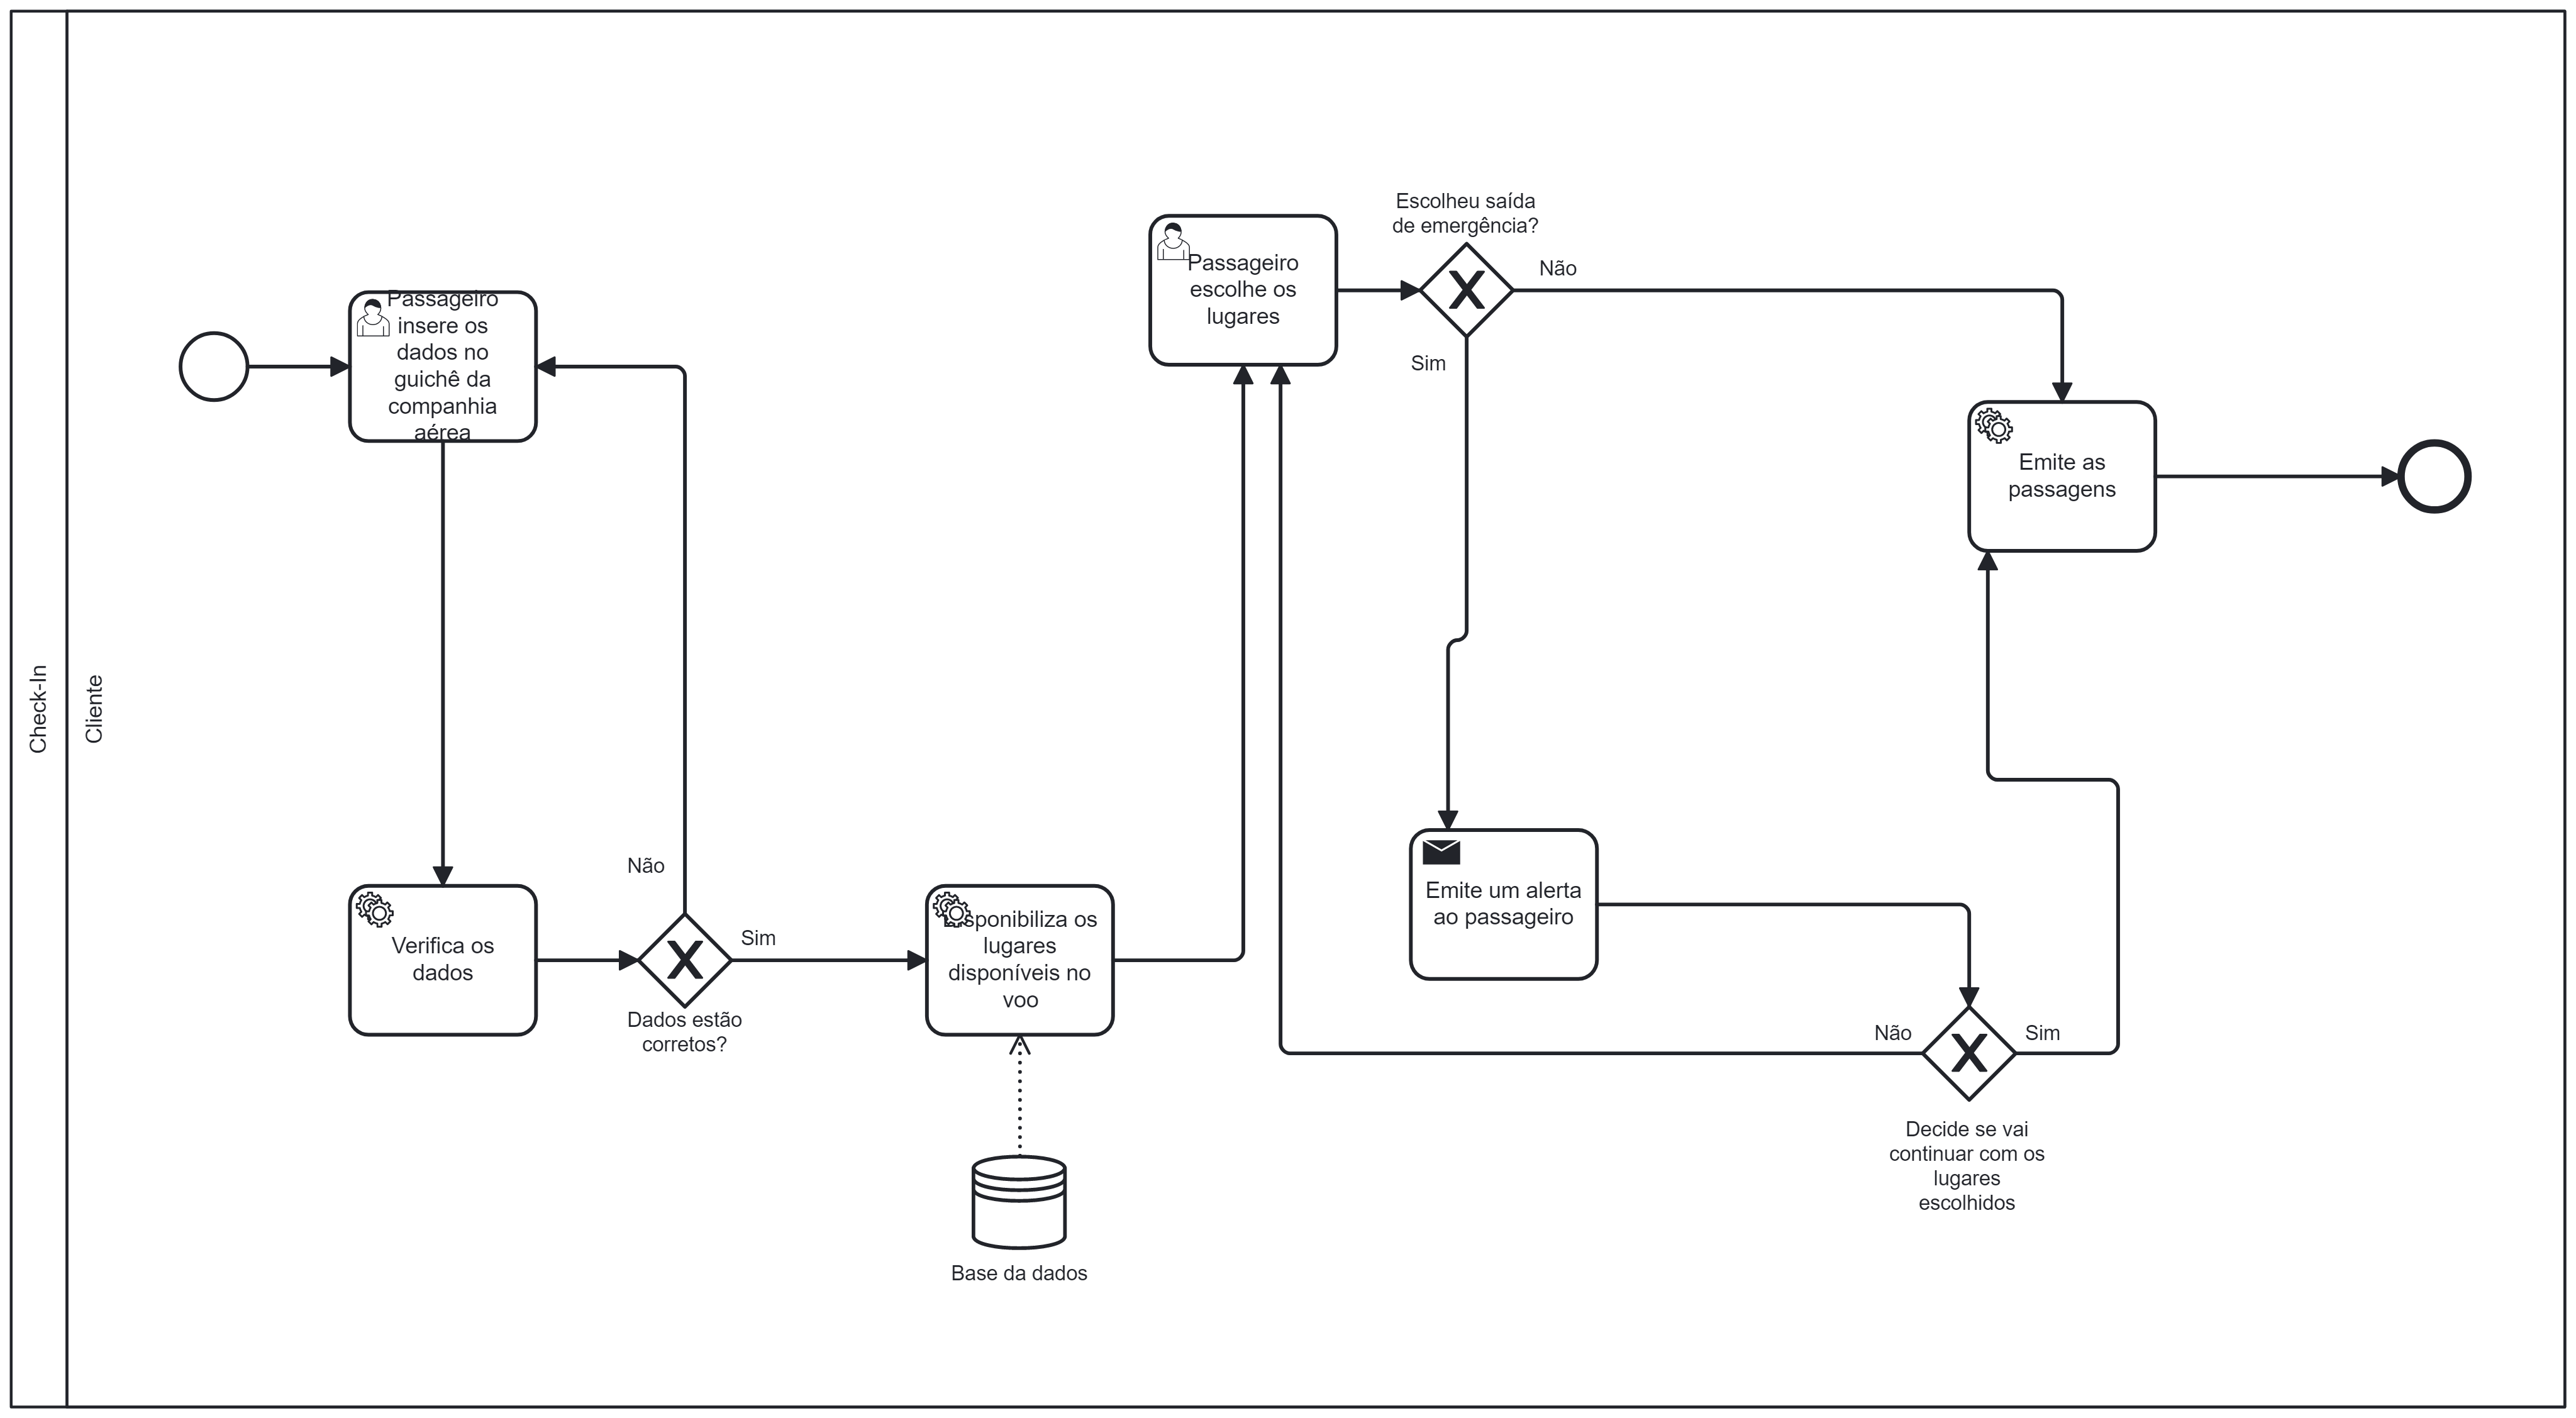 Check-In
Cliente
Passageiro
insere os
dados no
guichê da
companhia
aérea
Verifica os
dados
Não
Sim
Dados estão
corretos?
sponibiliza os
lugares
disponíveis no
voo
Base da dados
Passageiro
escolhe os
lugares
Escolheu saída
de emergência?
Não
Sim
Emite um alerta
ao passageiro
Não
Sim
Decide se vai
continuar com os
lugares
escolhidos
Emite as
passagens